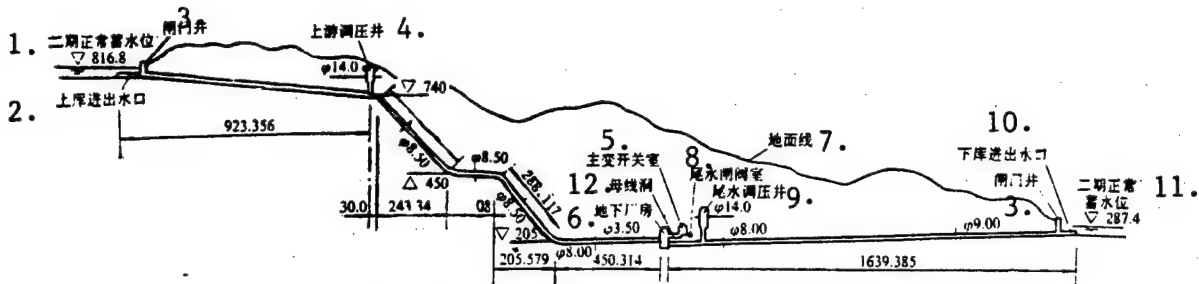 3.
闸门井
上游调压井 4.
1. 二期正常蓄水位
▽ 816.8
φ14.0
▽ 740
2. 上库进出水口
923.356
φ8.50
φ8.50
△ 450
288.117
φ8.50
30.0 243.34 08
▽ 205
205.579
φ8.00
450.314
1639.385
5.
主变开关室
8.
尾水闸阀室
12. 母线洞
尾水调压井 9.
φ14.0
6. 地下厂房
φ3.50
φ8.00
φ9.00
地面线 7.
10.
下库进出水口
闸门井
3.
二期正常
蓄水位
11.
▽ 287.4